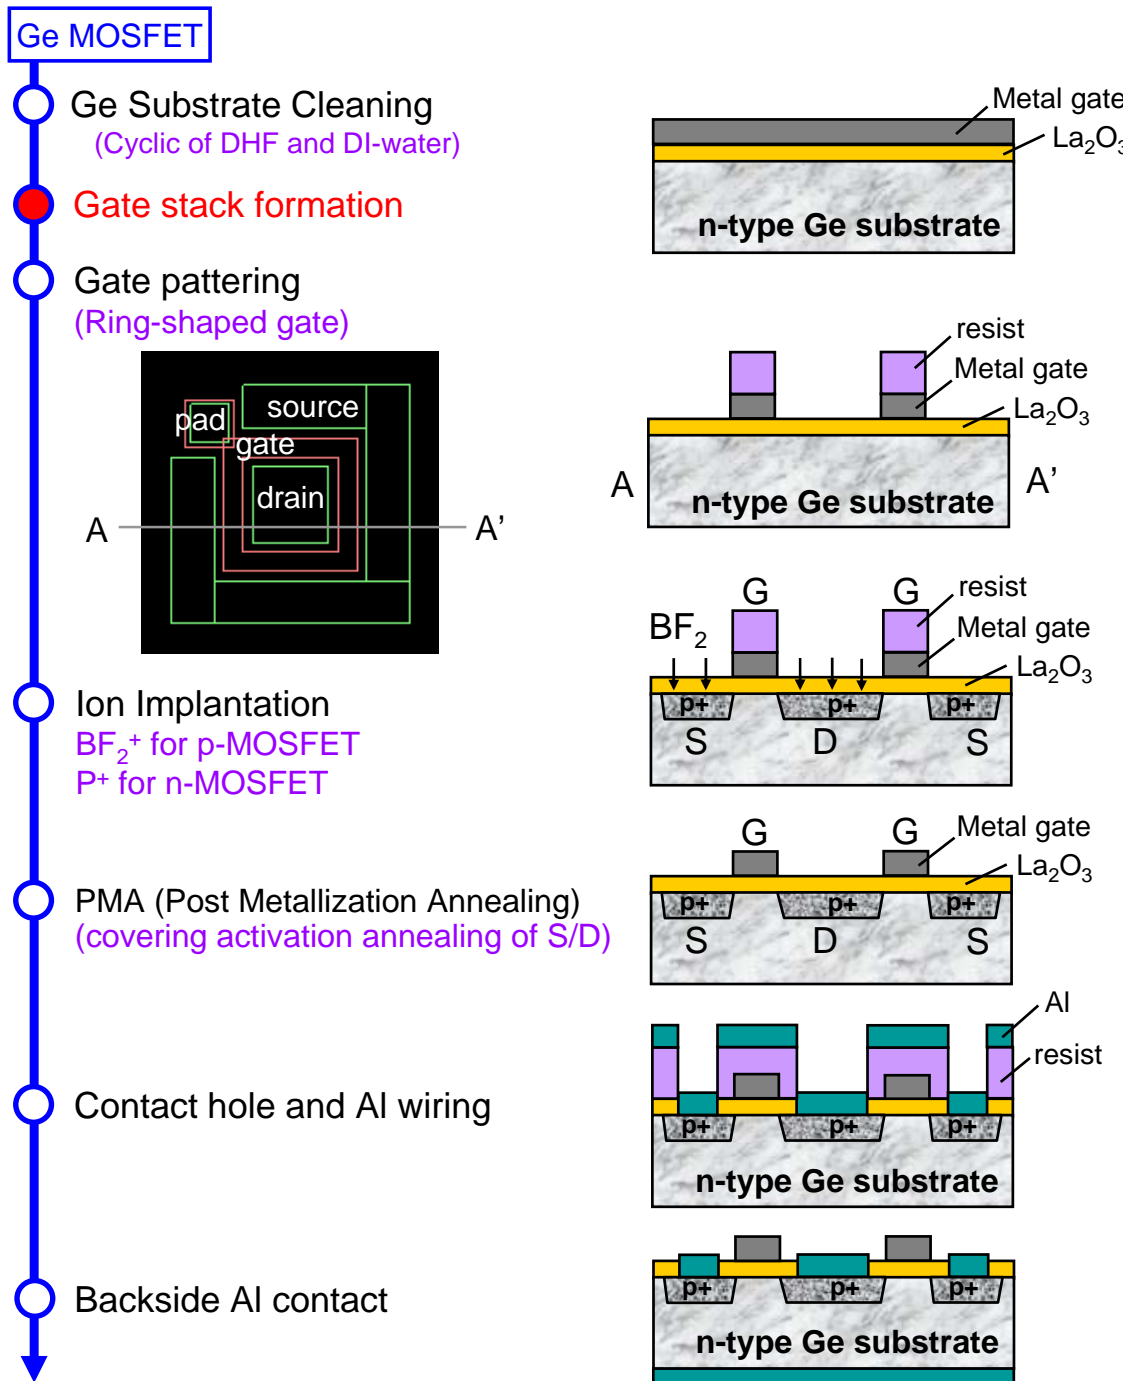 Ge MOSFET
Ge Substrate Cleaning
(Cyclic of DHF and DI-water)
Gate stack formation
Gate pattering
(Ring-shaped gate)
pad
source
gate
drain
A
A'
Ion Implantation
BF₂⁺ for p-MOSFET
P⁺ for n-MOSFET
PMA (Post Metallization Annealing)
(covering activation annealing of S/D)
Contact hole and Al wiring
Backside Al contact
Metal gate
La₂O₃
n-type Ge substrate
resist
Metal gate
La₂O₃
A
A'
n-type Ge substrate
G
G
resist
BF₂
Metal gate
La₂O₃
p+
p+
p+
S
D
S
G
G
Metal gate
La₂O₃
p+
p+
p+
S
D
S
Al
resist
p+
p+
p+
n-type Ge substrate
p+
p+
p+
n-type Ge substrate